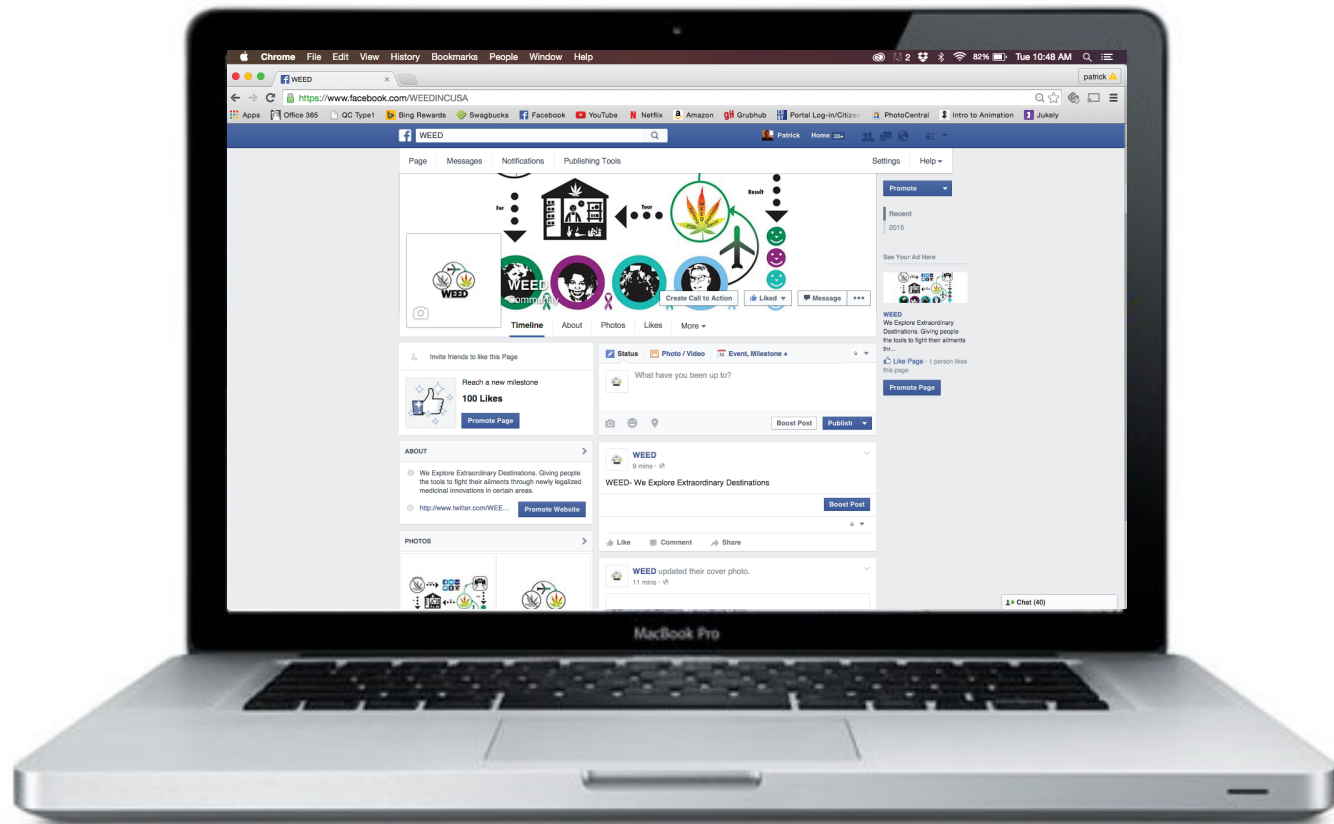 Chrome File Edit View History Bookmarks People Window Help 2 82% Tue 10:48 AM
WEED patrick
https://www.facebook.com/WEEDINCUSA
Apps Office 365 QC Type1 Bing Rewards Swagbucks Facebook YouTube Netflix Amazon Grubhub Portal Log-in/Citizen PhotoCentral Intro to Animation Jukely
WEED Patrick Home 20+
Page Messages Notifications Publishing Tools Settings Help
For Tour Result
WEED
WEED
WEED
Community
Create Call to Action Liked Message
Timeline About Photos Likes More
Promote
Recent
2015
See Your Ad Here
WEED
We Explore Extraordinary
Destinations. Giving people
the tools to fight their ailments
thr...
Like Page · 1 person likes
this page
Promote Page
Invite friends to like this Page
Reach a new milestone
100 Likes
Promote Page
ABOUT
We Explore Extraordinary Destinations. Giving people
the tools to fight their ailments through newly legalized
medicinal innovations in certain areas.
http://www.twitter.com/WEE... Promote Website
PHOTOS
Status Photo / Video Event, Milestone +
What have you been up to?
Boost Post Publish
WEED
9 mins ·
WEED- We Explore Extraordinary Destinations
Boost Post
Like Comment Share
WEED updated their cover photo.
11 mins ·
Chat (40)
MacBook Pro